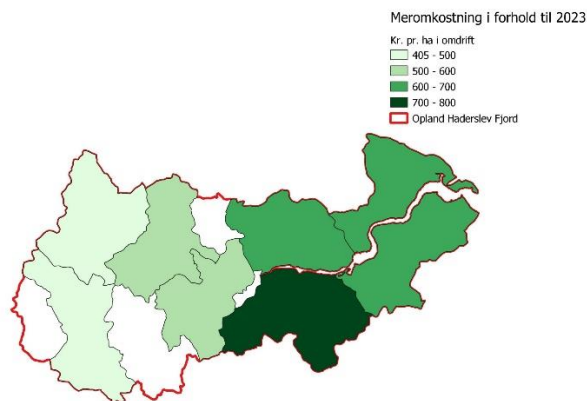 Meromkostning i forhold til 2023
Kr. pr. ha i omdrift
405 - 500
500 - 600
600 - 700
700 - 800
Opland Haderslev Fjord